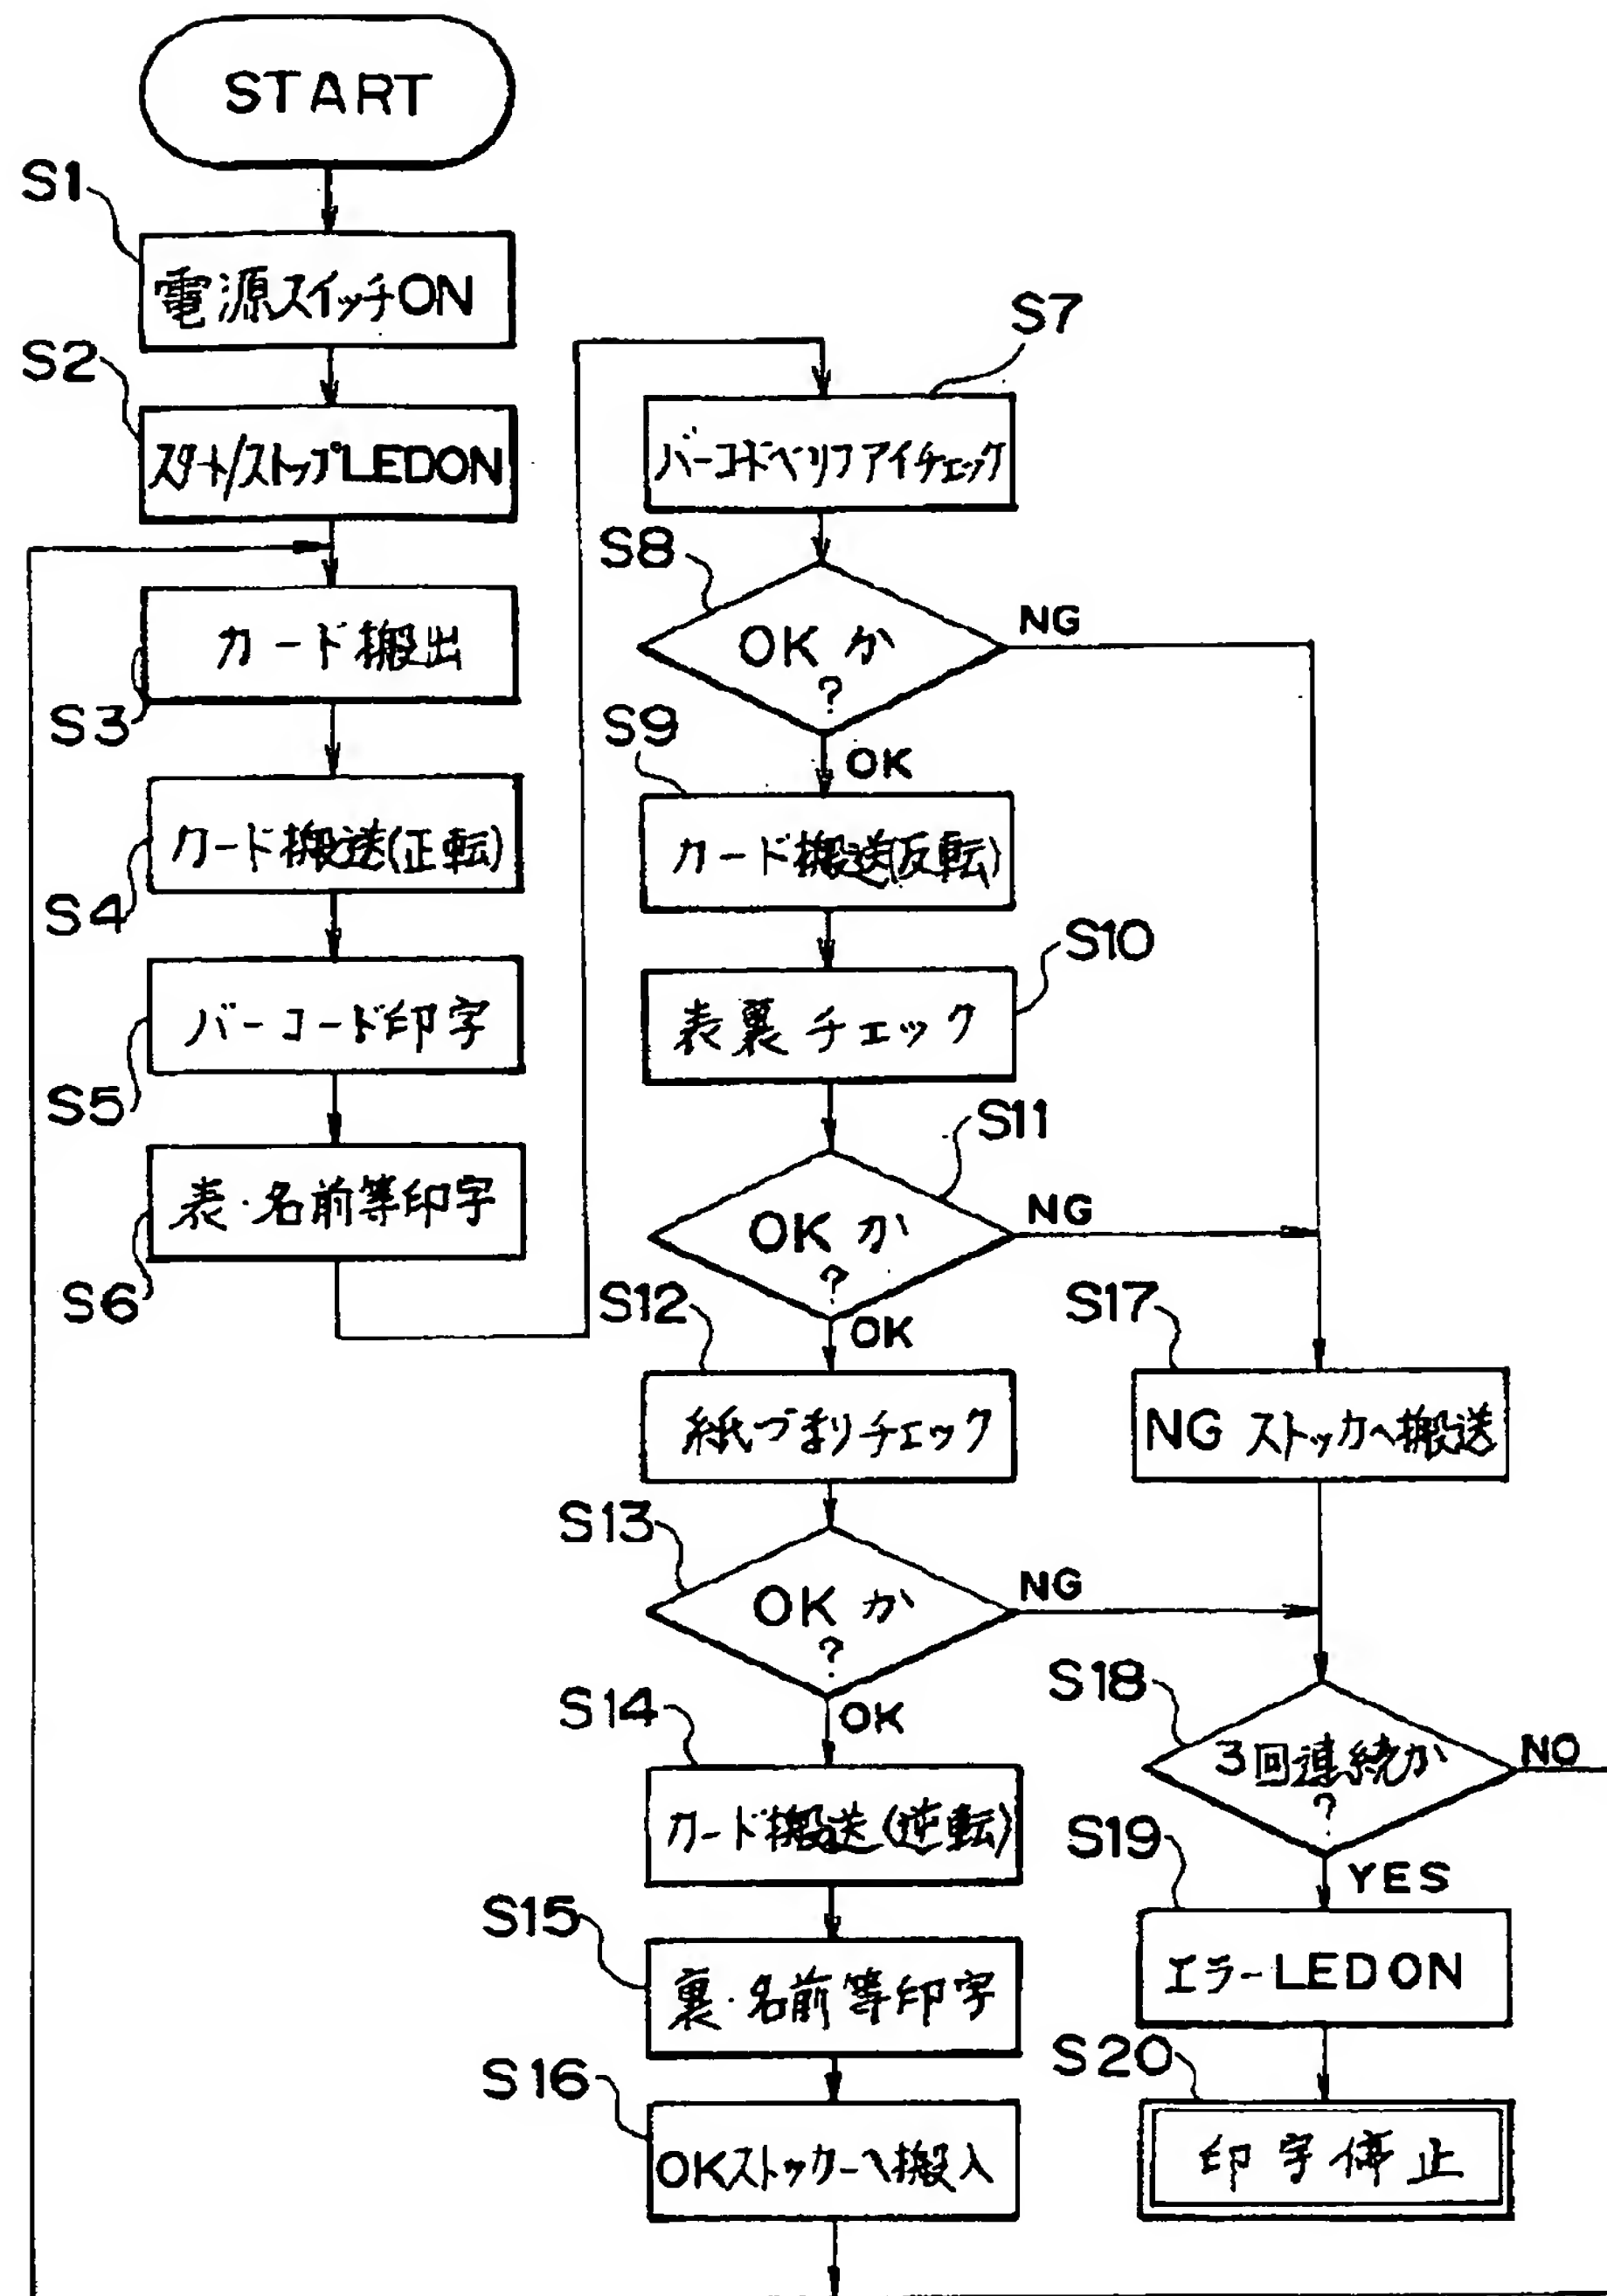 START
S1
電源スイッチON
S2
スタート/ストップLEDON
カード搬出
S3
カード搬送(正転)
S4
バーコード印字
S5
表・名前等印字
S6
S7
バーコードベリファイチェック
S8
OKか
?
NG
OK
S9
カード搬送(反転)
S10
表裏チェック
S11
OKか
?
NG
OK
S12
紙づまりチェック
S13
OKか
?
NG
OK
S14
カード搬送(逆転)
S15
裏・名前等印字
S16
OKストッカーへ搬入
S17
NGストッカへ搬送
S18
3回連続か
?
NO
YES
S19
エラーLEDON
S20
印字停止